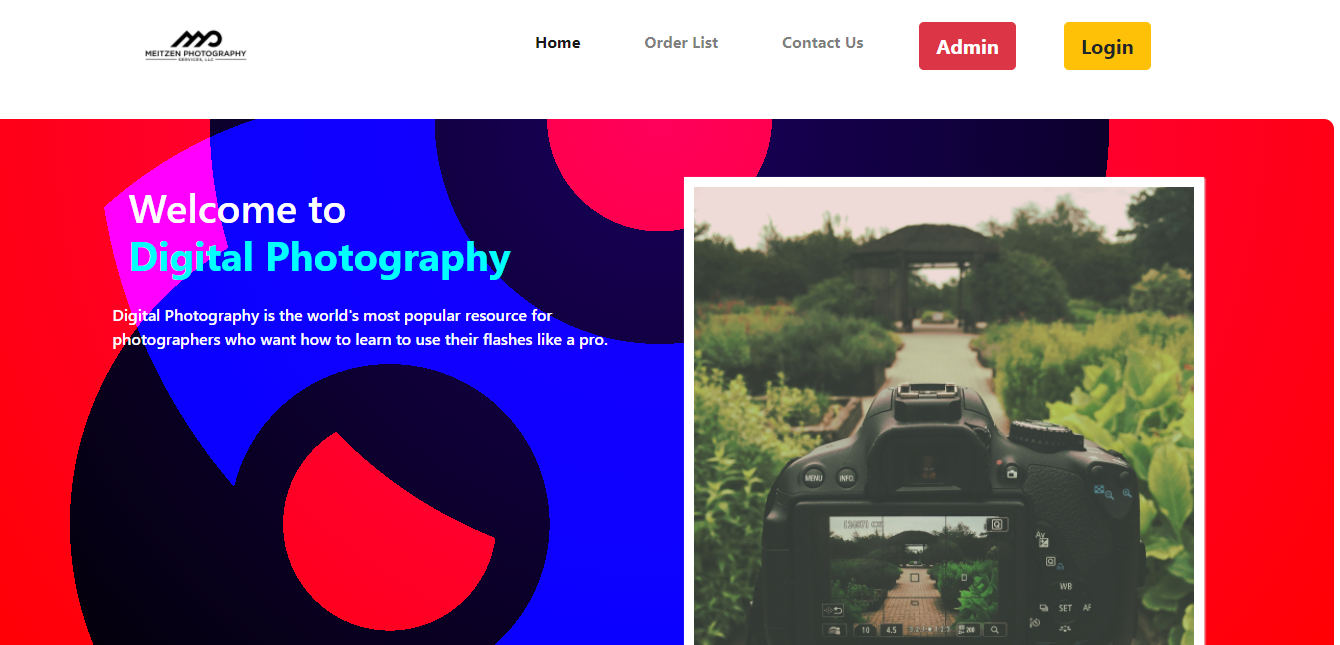 MEITZEN PHOTOGRAPHY
SERVICES, LLC
Home
Order List
Contact Us
Admin
Login
Welcome to
Digital Photography
Digital Photography is the world's most popular resource for
photographers who want how to learn to use their flashes like a pro.
MENU
INFO.
Q
Av
Q
WB
SET
AF
10
4.5
200